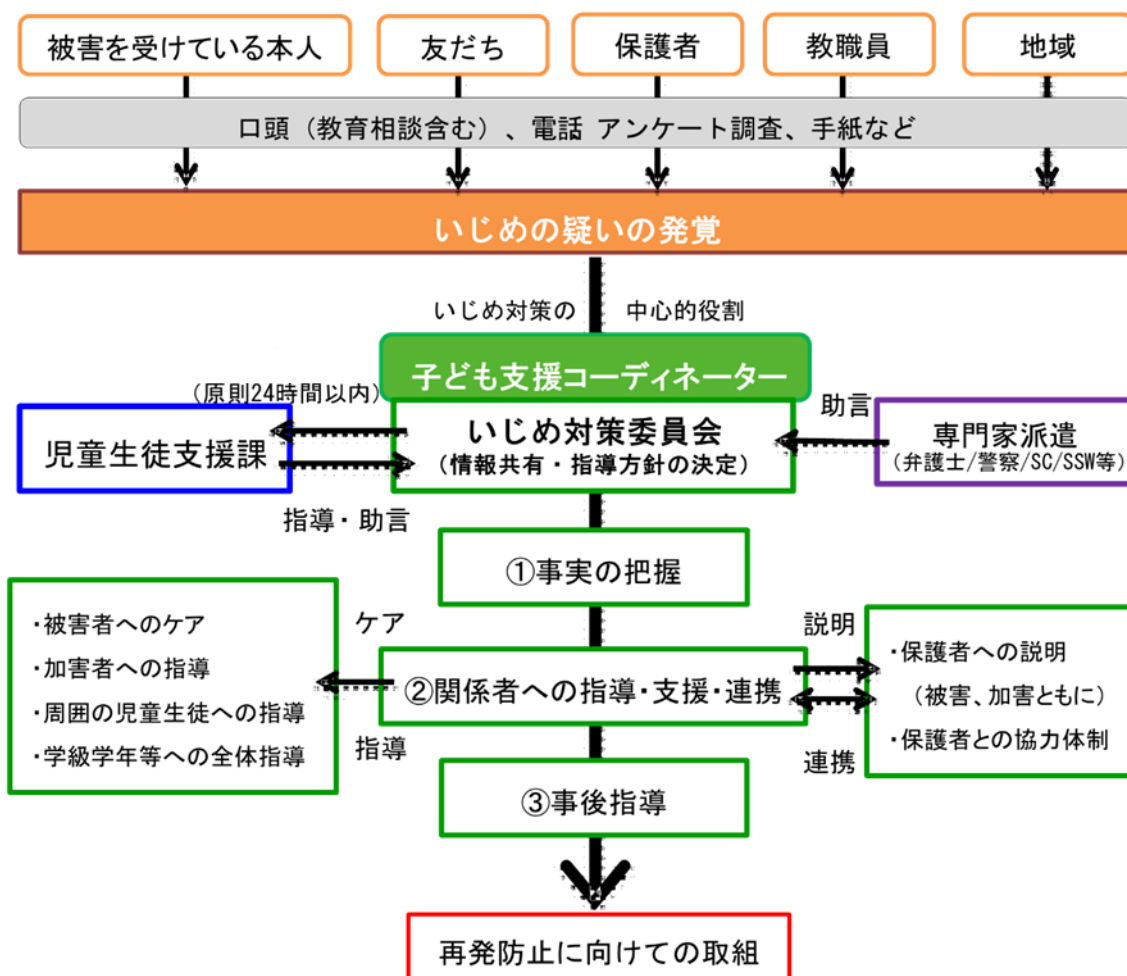 被害を受けている本人
友だち
保護者
教職員
地域
口頭（教育相談含む）、電話 アンケート調査、手紙など
いじめの疑いの発覚
いじめ対策の 中心的役割
子ども支援コーディネーター
（原則24時間以内）
児童生徒支援課
いじめ対策委員会
（情報共有・指導方針の決定）
助言
専門家派遣
（弁護士/警察/SC/SSW等）
指導・助言
①事実の把握
・被害者へのケア
・加害者への指導
・周囲の児童生徒への指導
・学級学年等への全体指導
ケア
指導
②関係者への指導・支援・連携
説明
連携
・保護者への説明
（被害、加害ともに）
・保護者との協力体制
③事後指導
再発防止に向けての取組